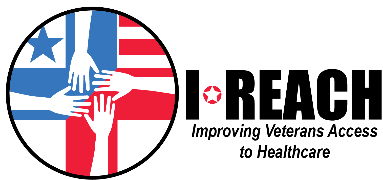 I REACH
Improving Veterans Access
to Healthcare